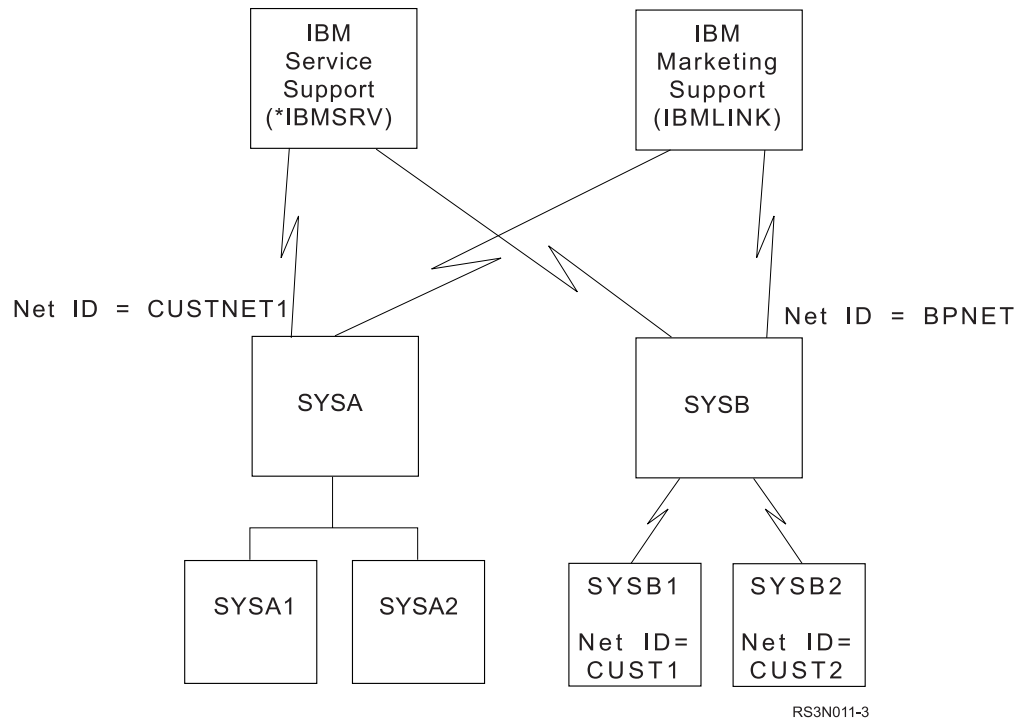 IBM
Service
Support
(*IBMSRV)
IBM
Marketing
Support
(IBMLINK)
Net ID = CUSTNET1
Net ID = BPNET
SYSA
SYSB
SYSA1
SYSA2
SYSB1
Net ID=
CUST1
SYSB2
Net ID=
CUST2
RS3N011-3